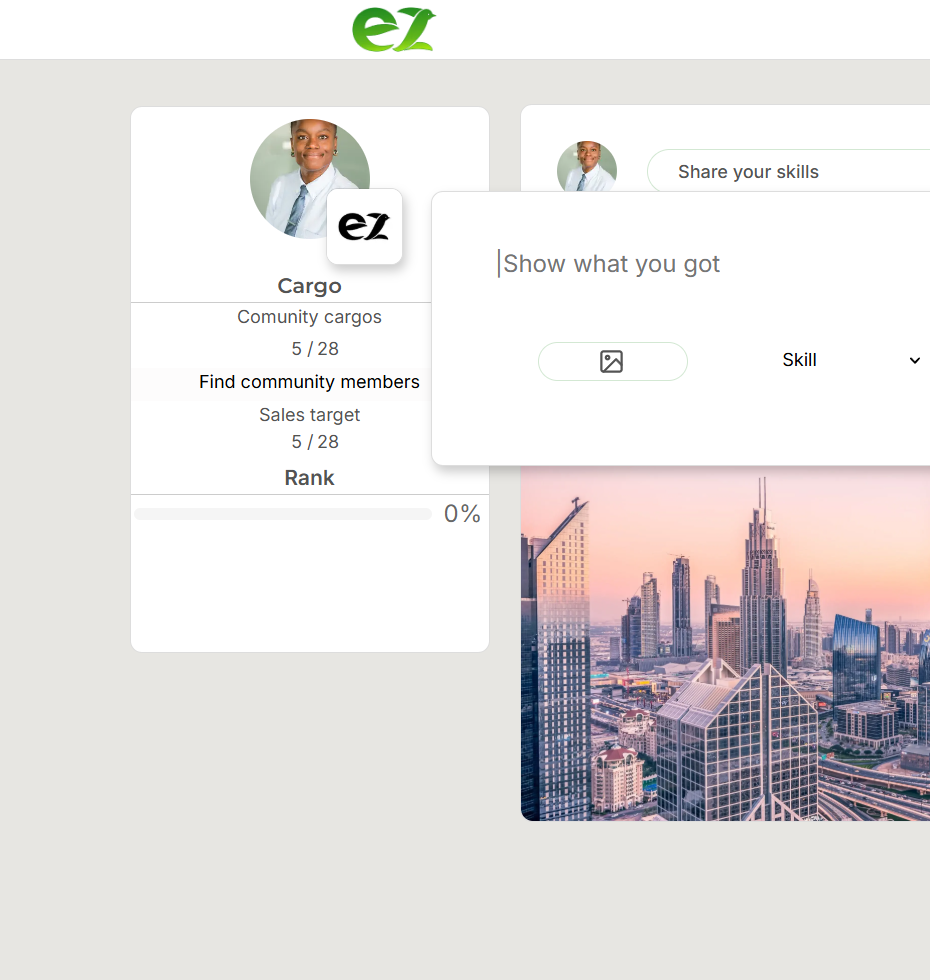 ez
Share your skills
ez
Show what you got
Cargo
Comunity cargos
5 / 28
Skill
Find community members
Sales target
5 / 28
Rank
0%